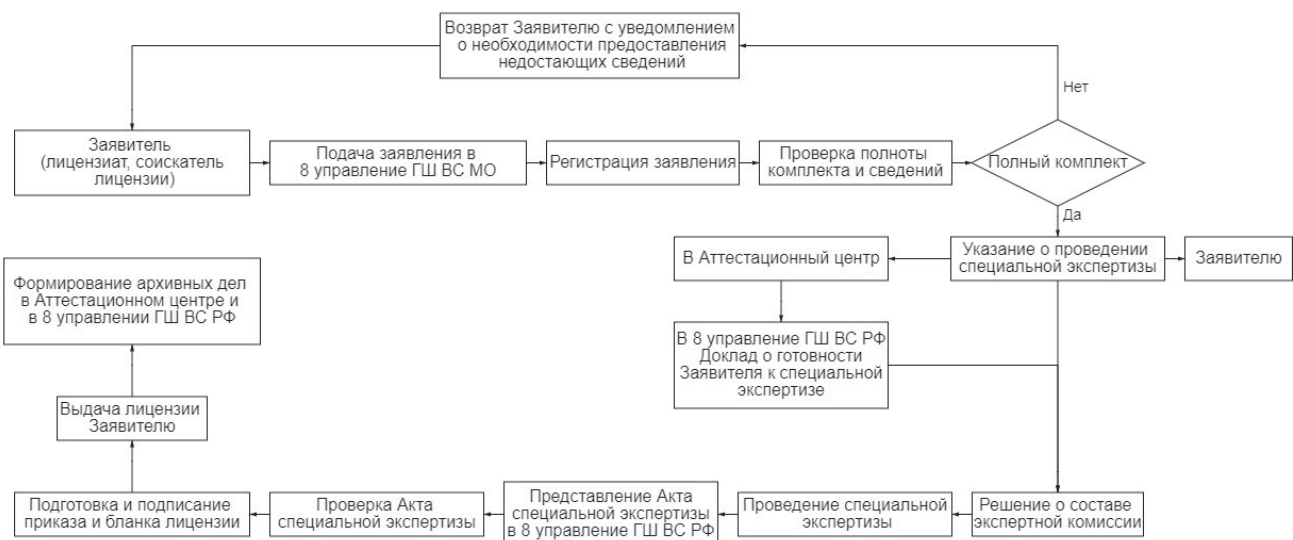 Возврат Заявителю с уведомлением
о необходимости предоставления
недостающих сведений
Нет
Заявитель
(лицензиат, соискатель
лицензии)
Подача заявления в
8 управление ГШ ВС МО
Регистрация заявления
Проверка полноты
комплекта и сведений
Полный комплект
Да
В Аттестационный центр
Указание о проведении
специальной экспертизы
Заявителю
Формирование архивных дел
в Аттестационном центре и
в 8 управлении ГШ ВС РФ
В 8 управление ГШ ВС РФ
Доклад о готовности
Заявителя к специальной
экспертизе
Выдача лицензии
Заявителю
Подготовка и подписание
приказа и бланка лицензии
Проверка Акта
специальной экспертизы
Представление Акта
специальной экспертизы
в 8 управление ГШ ВС РФ
Проведение специальной
экспертизы
Решение о составе
экспертной комиссии